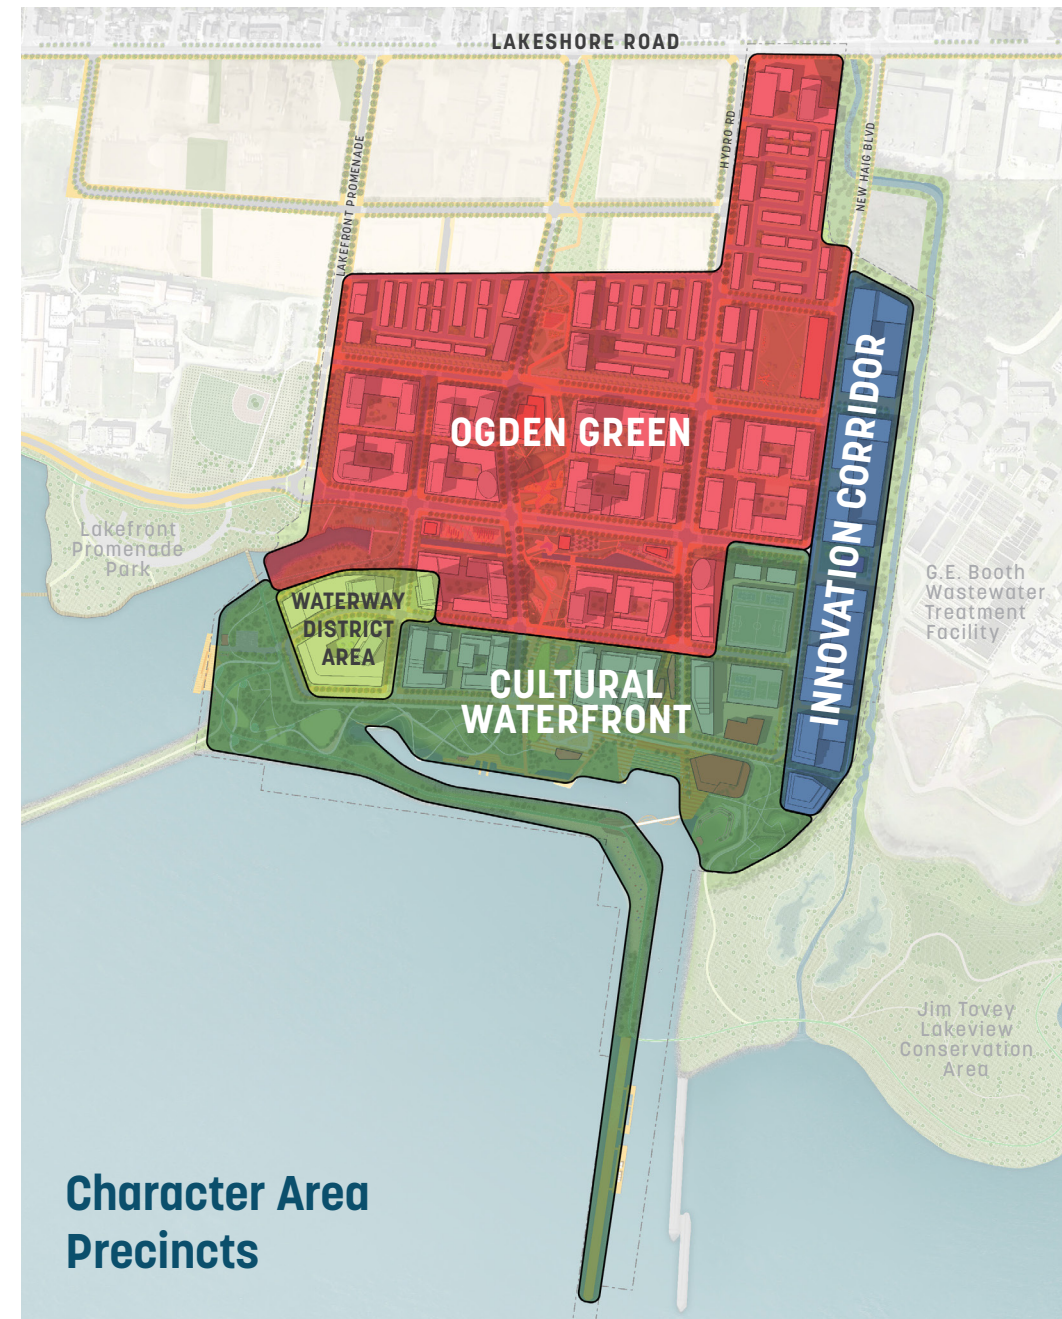 LAKESHORE ROAD
HYDRO RD
NEW HAIG BLVD
LAKEFRONT PROMENADE
OGDEN GREEN
INNOVATION CORRIDOR
Lakefront
Promenade
Park
G.E. Booth
Wastewater
Treatment
Facility
WATERWAY
DISTRICT
AREA
CULTURAL
WATERFRONT
Jim Tovey
Lakeview
Conservation
Area
Character Area
Precincts